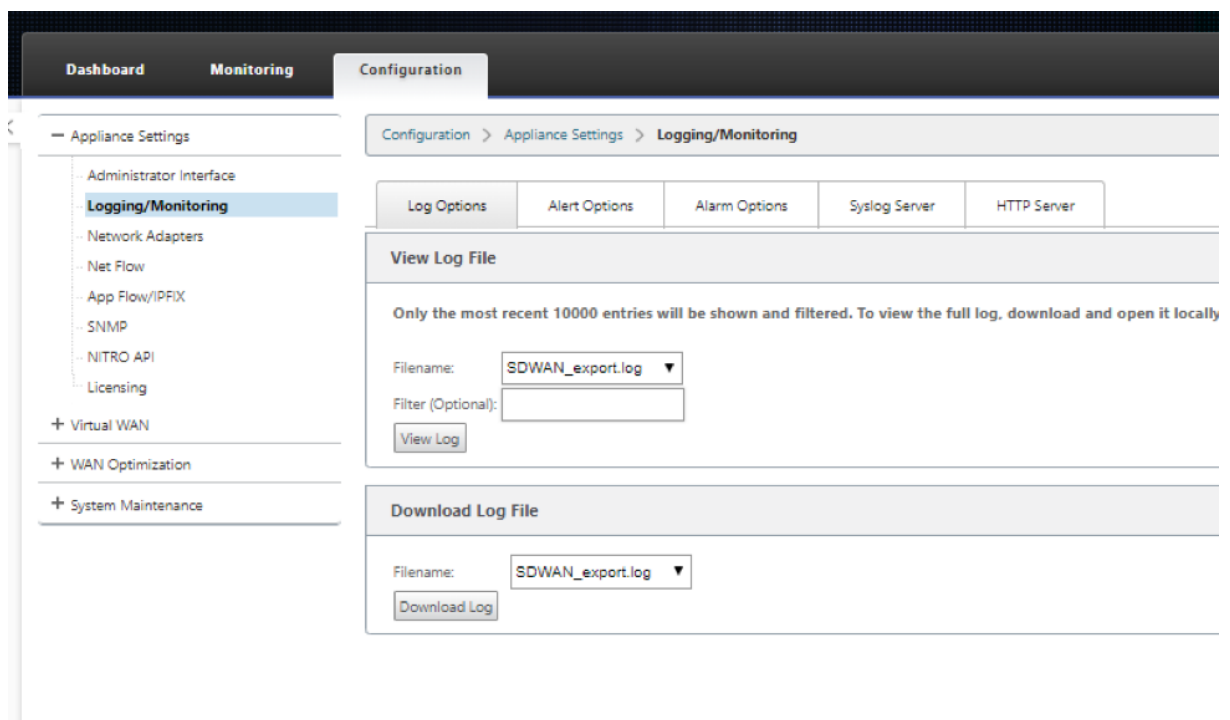 Dashboard
Monitoring
Configuration
Appliance Settings
Administrator Interface
Logging/Monitoring
Network Adapters
Net Flow
App Flow/IPFIX
SNMP
NITRO API
Licensing
Virtual WAN
WAN Optimization
System Maintenance
Configuration > Appliance Settings > Logging/Monitoring
Log Options
Alert Options
Alarm Options
Syslog Server
HTTP Server
View Log File
Only the most recent 10000 entries will be shown and filtered. To view the full log, download and open it locally
Filename: SDWAN_export.log
Filter (Optional):
View Log
Download Log File
Filename: SDWAN_export.log
Download Log